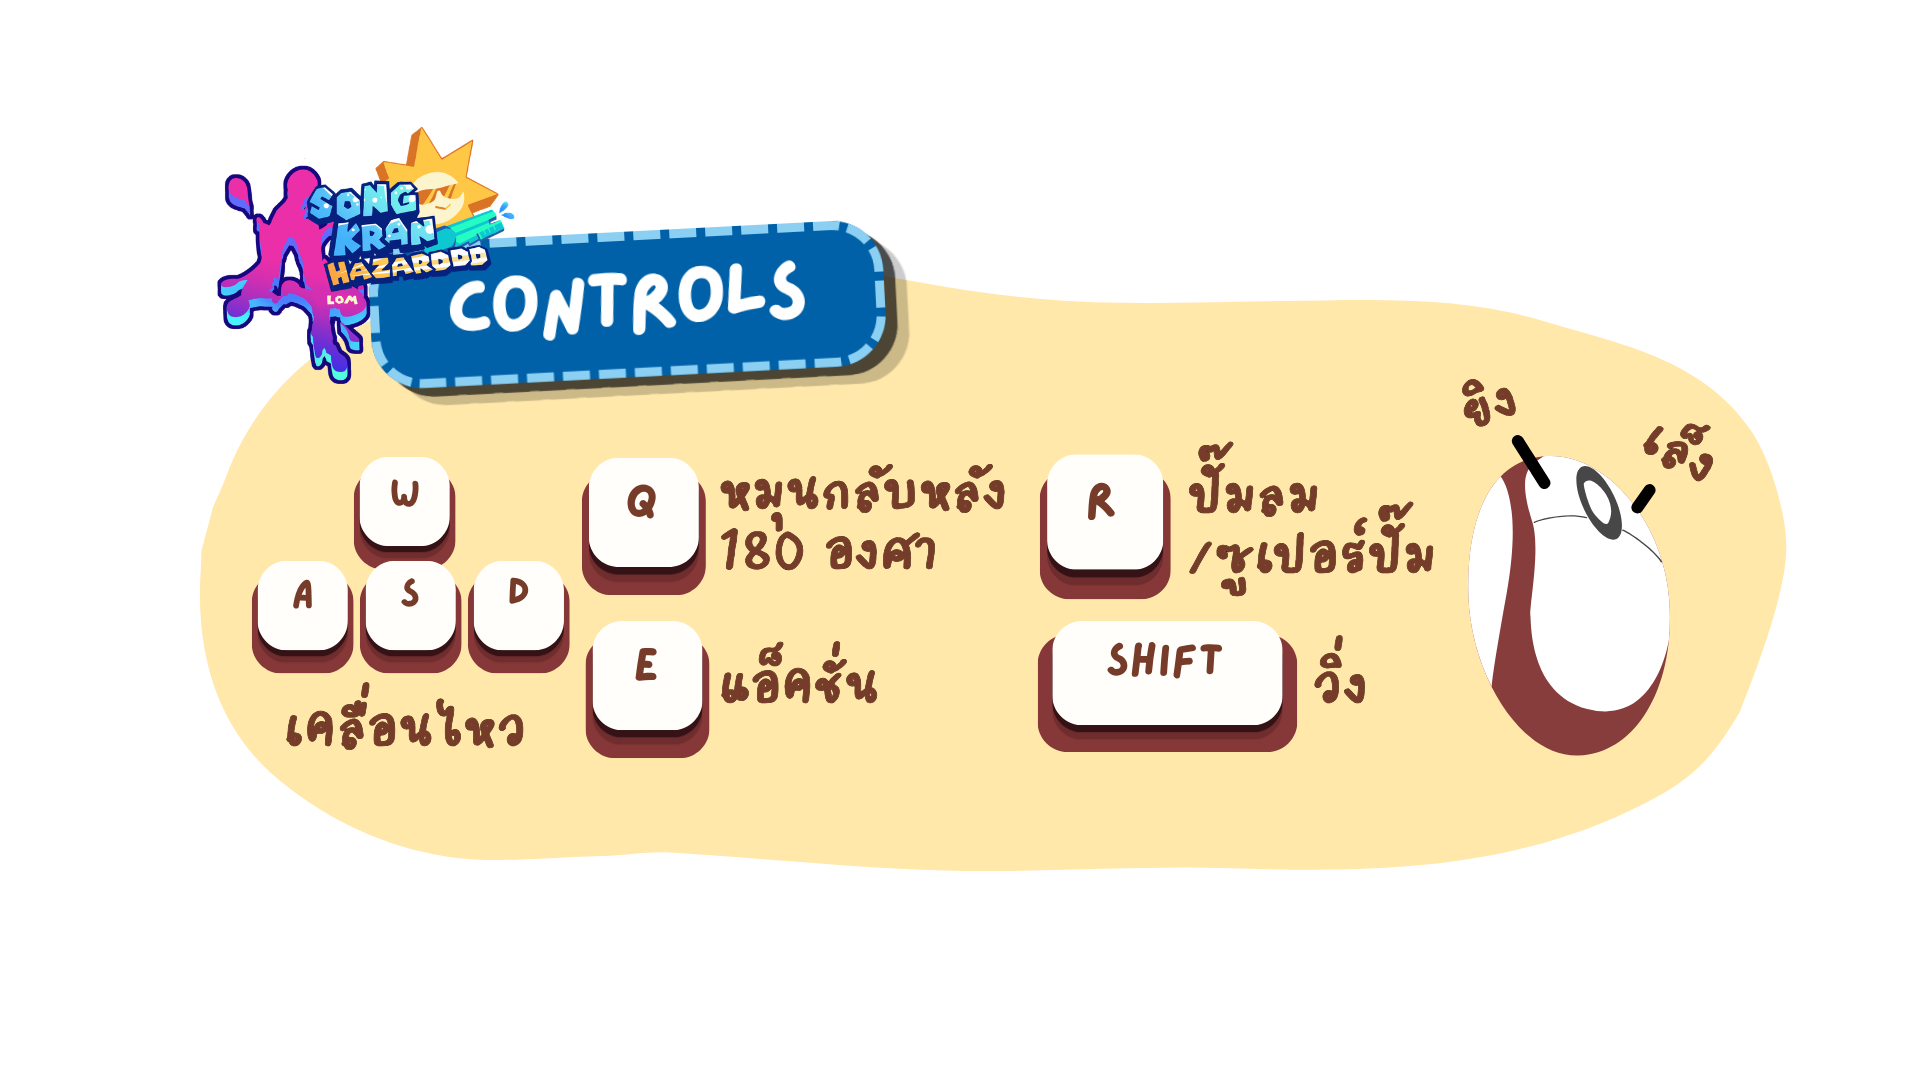 SONG
KRAN
HAZARDDD
LOM
CONTROLS
W
A S D
เคลื่อนไหว
Q
หมุนกลับหลัง
180 องศา
E
แอ็คชั่น
R
ปั๊มลม
/ซูเปอร์ปั๊ม
SHIFT
วิ่ง
ยิง
เล็ง